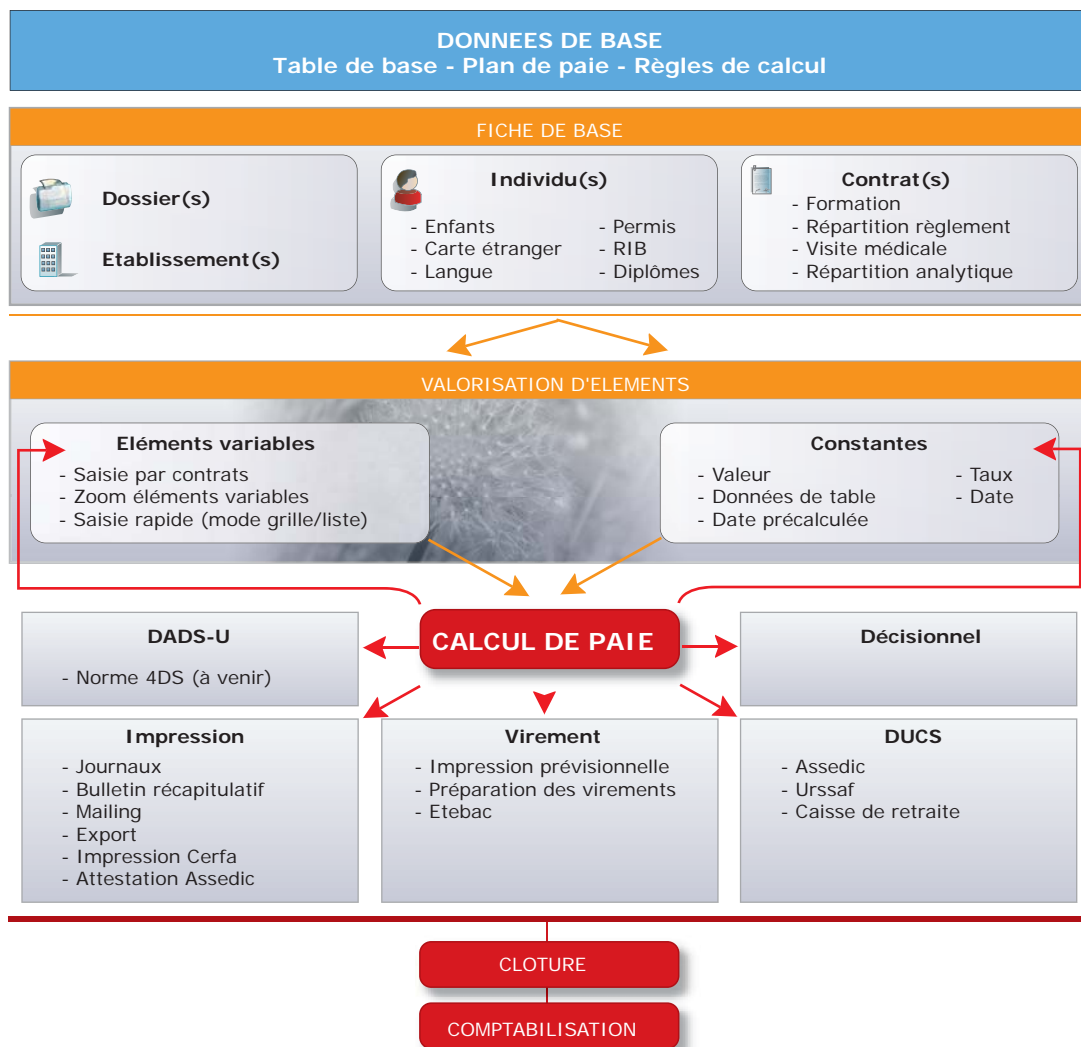 DONNEES DE BASE
Table de base - Plan de paie - Règles de calcul
FICHE DE BASE
Dossier(s)
Etablissement(s)
Individu(s)
- Enfants
- Carte étranger
- Langue
- Permis
- RIB
- Diplômes
Contrat(s)
- Formation
- Répartition règlement
- Visite médicale
- Répartition analytique
VALORISATION D'ELEMENTS
Eléments variables
- Saisie par contrats
- Zoom éléments variables
- Saisie rapide (mode grille/liste)
Constantes
- Valeur
- Données de table
- Date précalculée
- Taux
- Date
CALCUL DE PAIE
DADS-U
- Norme 4DS (à venir)
Décisionnel
Impression
- Journaux
- Bulletin récapitulatif
- Mailing
- Export
- Impression Cerfa
- Attestation Assedic
Virement
- Impression prévisionnelle
- Préparation des virements
- Etebac
DUCS
- Assedic
- Urssaf
- Caisse de retraite
CLOTURE
COMPTABILISATION